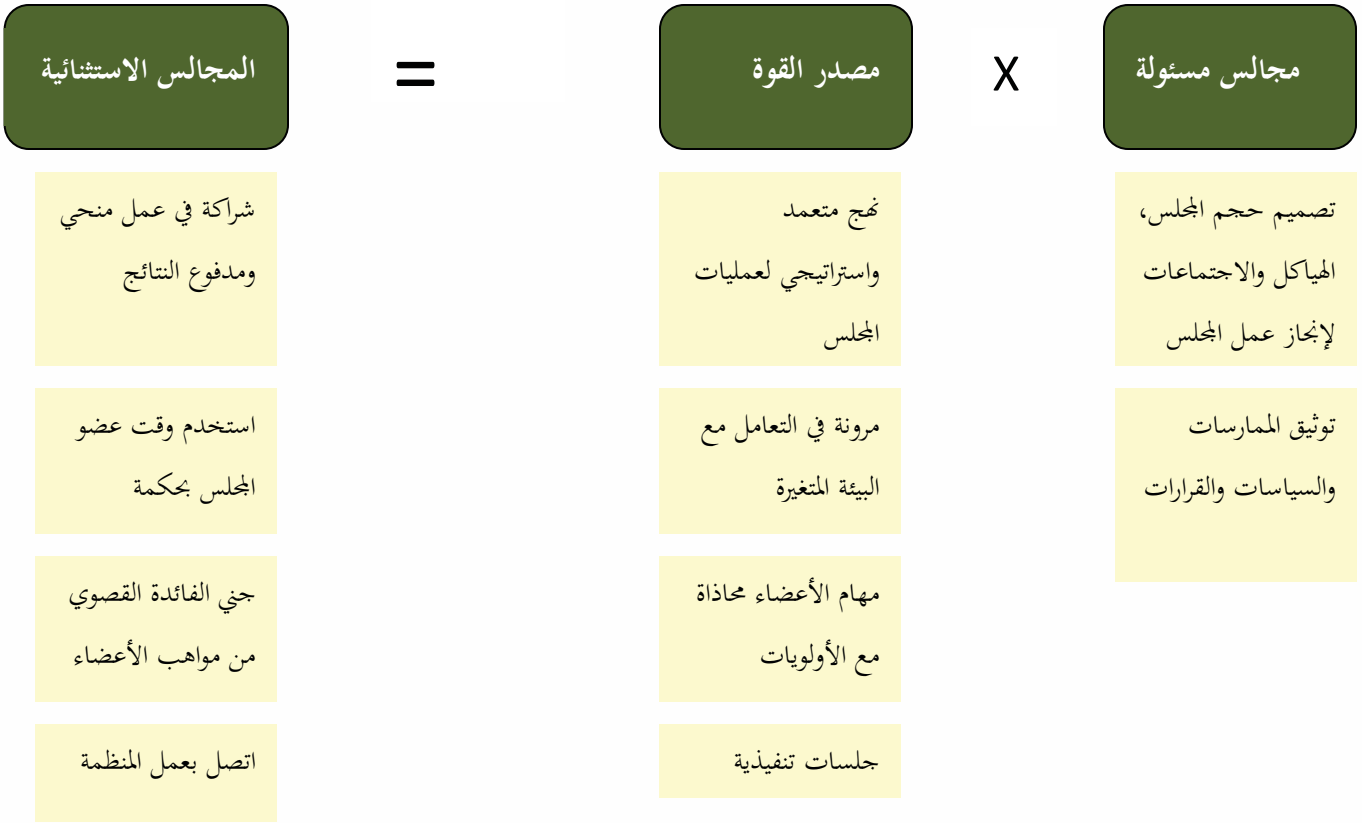 مجالس مسئولة
X
مصدر القوة
=
المجالس الاستثنائية
تصميم حجم المجلس،
الهياكل والاجتماعات
لإنجاز عمل المجلس
توثيق الممارسات
والسياسات والقرارات
نهج متعمد
واستراتيجي لعمليات
المجلس
مرونة في التعامل مع
البيئة المتغيرة
مهام الأعضاء محاذاة
مع الأولويات
جلسات تنفيذية
شراكة في عمل منحي
ومدفوع النتائج
استخدم وقت عضو
المجلس بحكمة
جني الفائدة القصوي
من مواهب الأعضاء
اتصل بعمل المنظمة